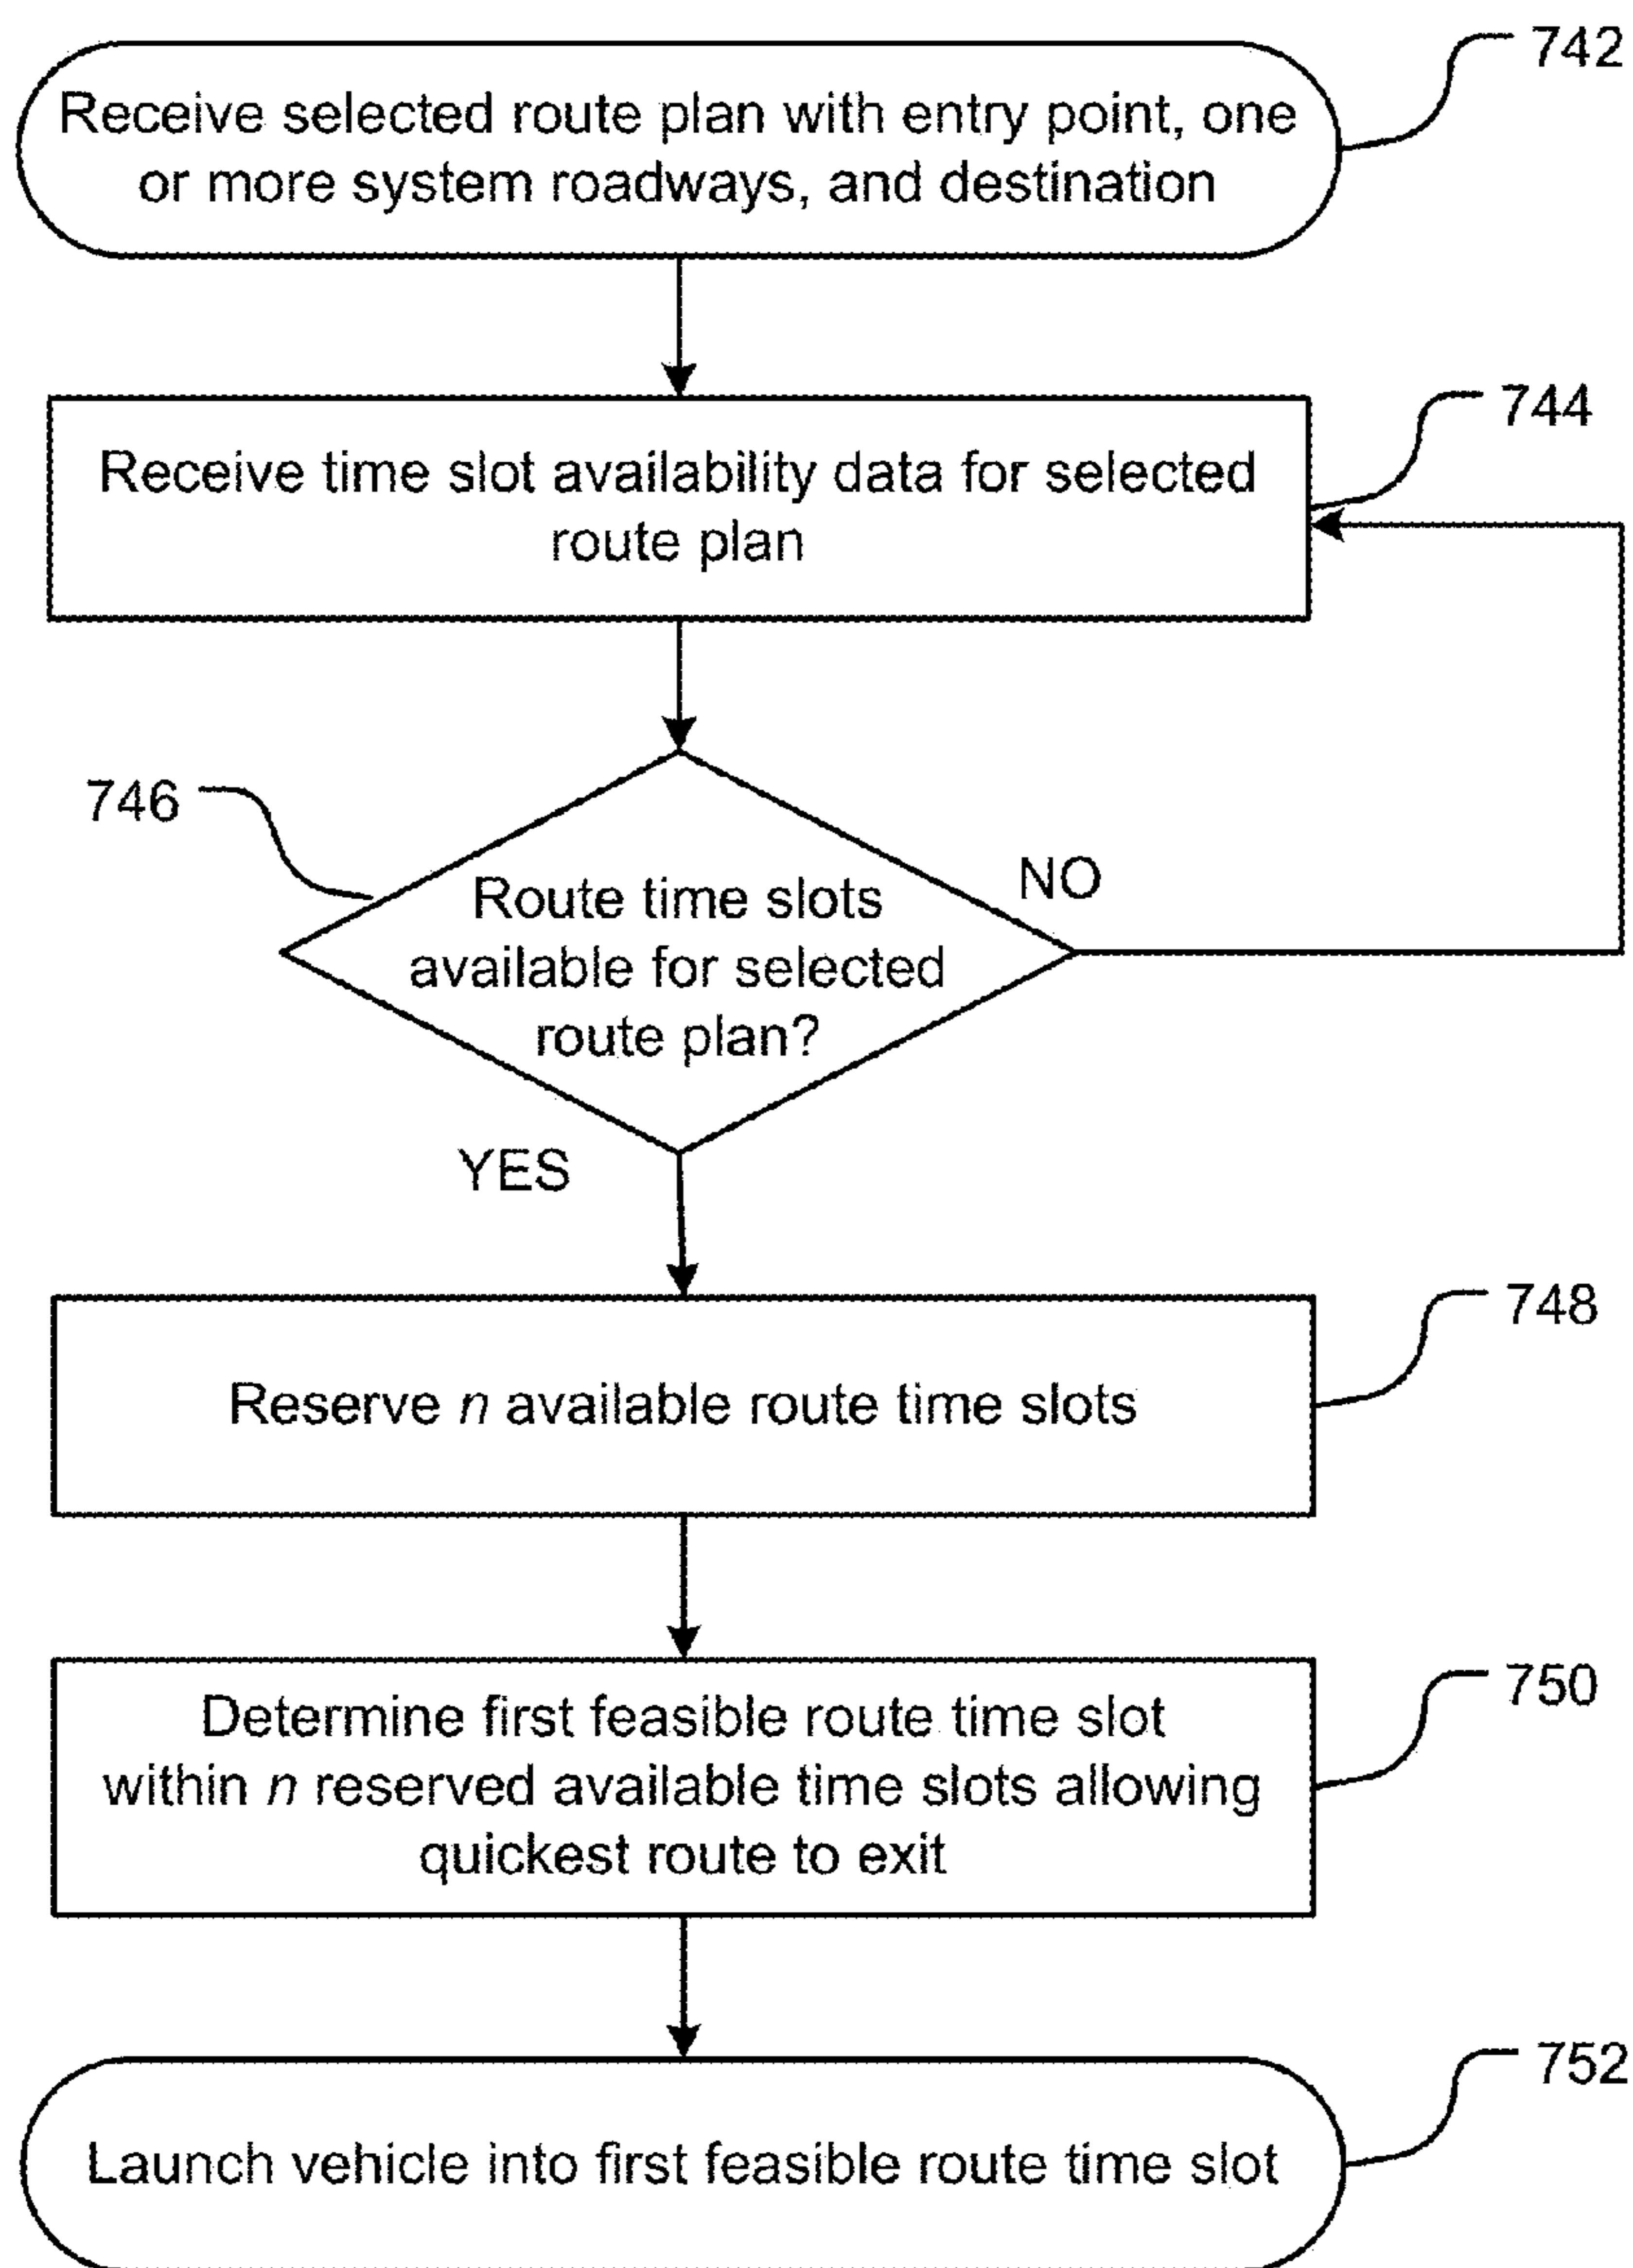 742
Receive selected route plan with entry point, one
or more system roadways, and destination
744
Receive time slot availability data for selected
route plan
746
NO
Route time slots
available for selected
route plan?
YES
748
Reserve n available route time slots
750
Determine first feasible route time slot
within n reserved available time slots allowing
quickest route to exit
752
Launch vehicle into first feasible route time slot